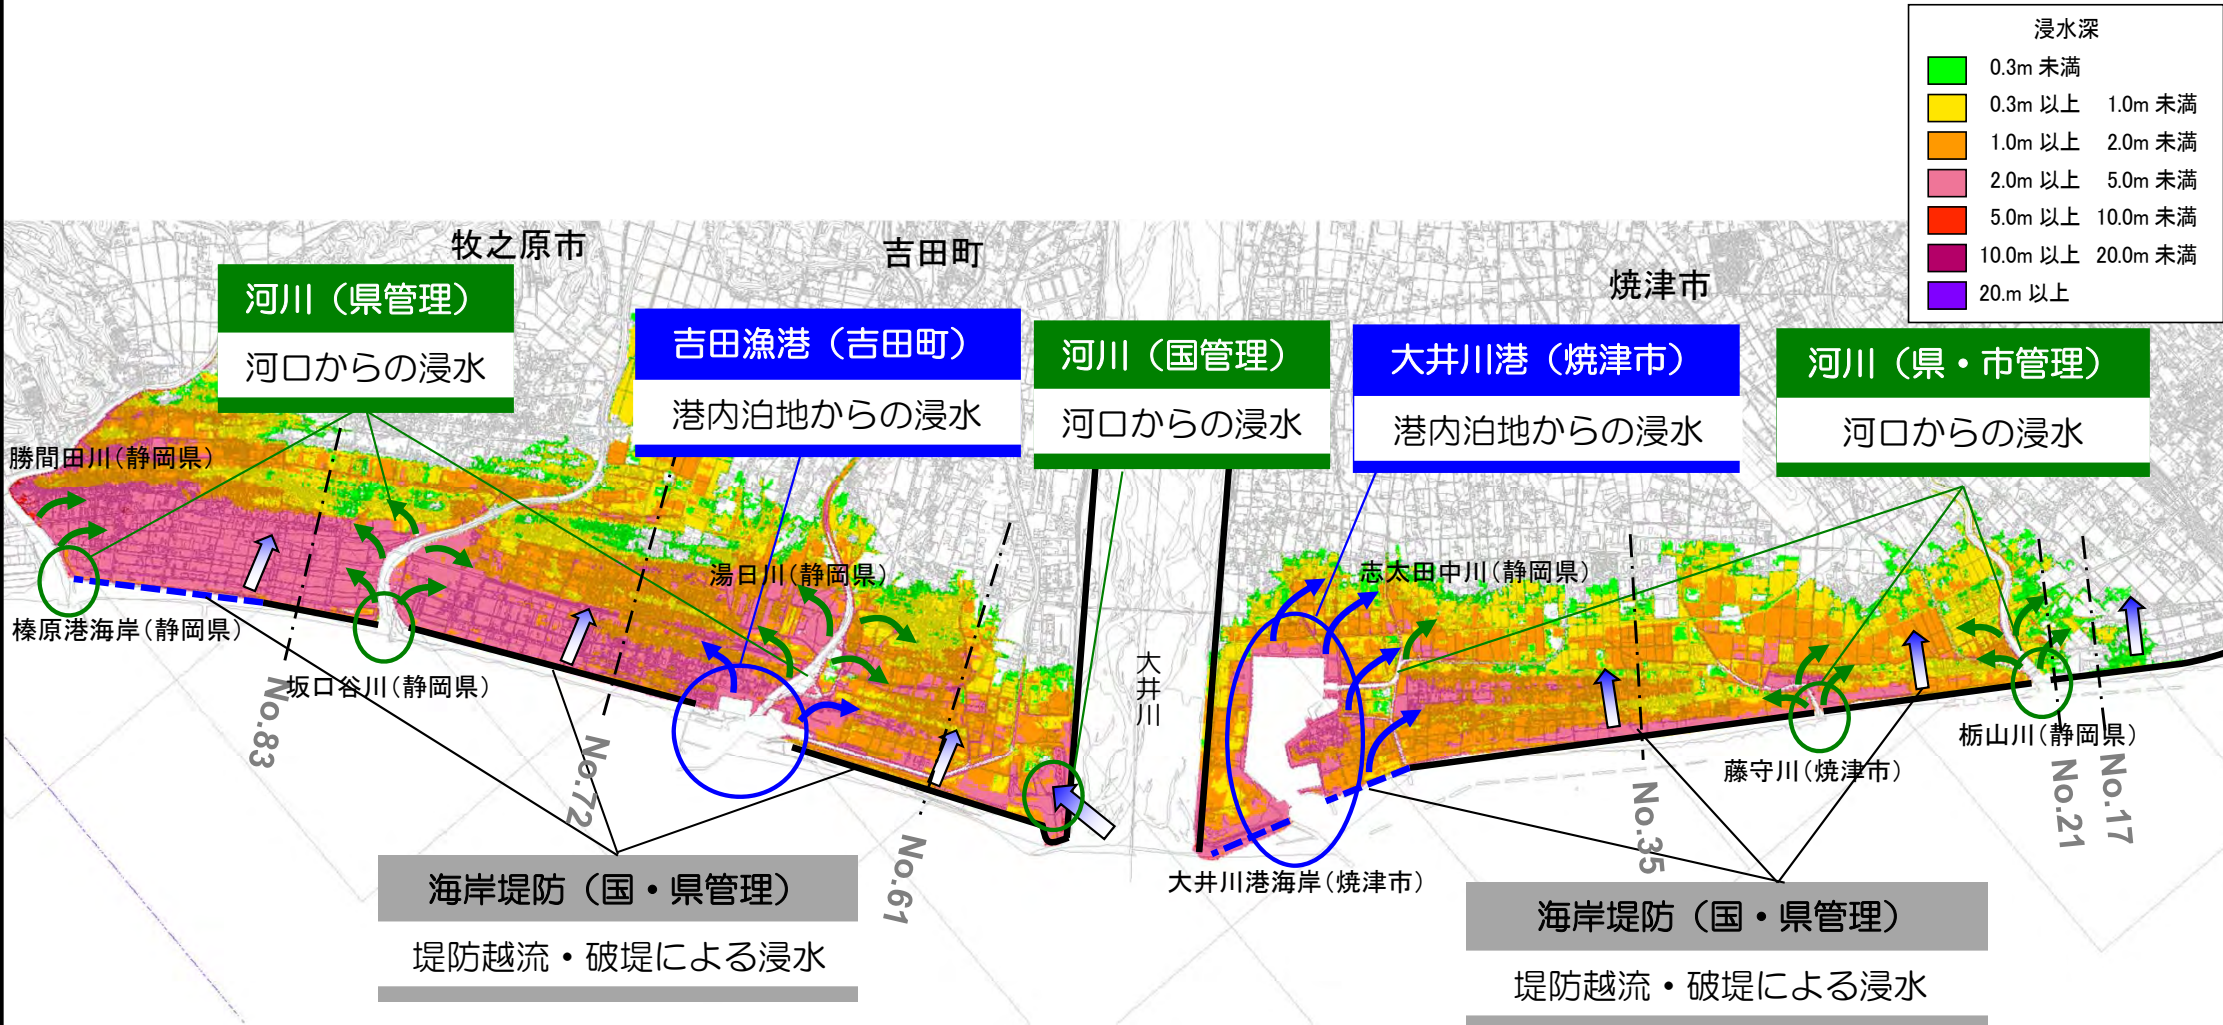 浸水深
0.3m 未満
0.3m 以上 1.0m 未満
1.0m 以上 2.0m 未満
2.0m 以上 5.0m 未満
5.0m 以上 10.0m 未満
10.0m 以上 20.0m 未満
20.m 以上
牧之原市
吉田町
焼津市
河川（県管理）
河口からの浸水
吉田漁港（吉田町）
港内泊地からの浸水
河川（国管理）
河口からの浸水
大井川港（焼津市）
港内泊地からの浸水
河川（県・市管理）
河口からの浸水
勝間田川(静岡県)
湯日川(静岡県)
志太田中川(静岡県)
榛原港海岸(静岡県)
坂口谷川(静岡県)
大井川
栃山川(静岡県)
藤守川(焼津市)
大井川港海岸(焼津市)
No.83
No.72
No.61
No.35
No.21
No.17
海岸堤防（国・県管理）
堤防越流・破堤による浸水
海岸堤防（国・県管理）
堤防越流・破堤による浸水